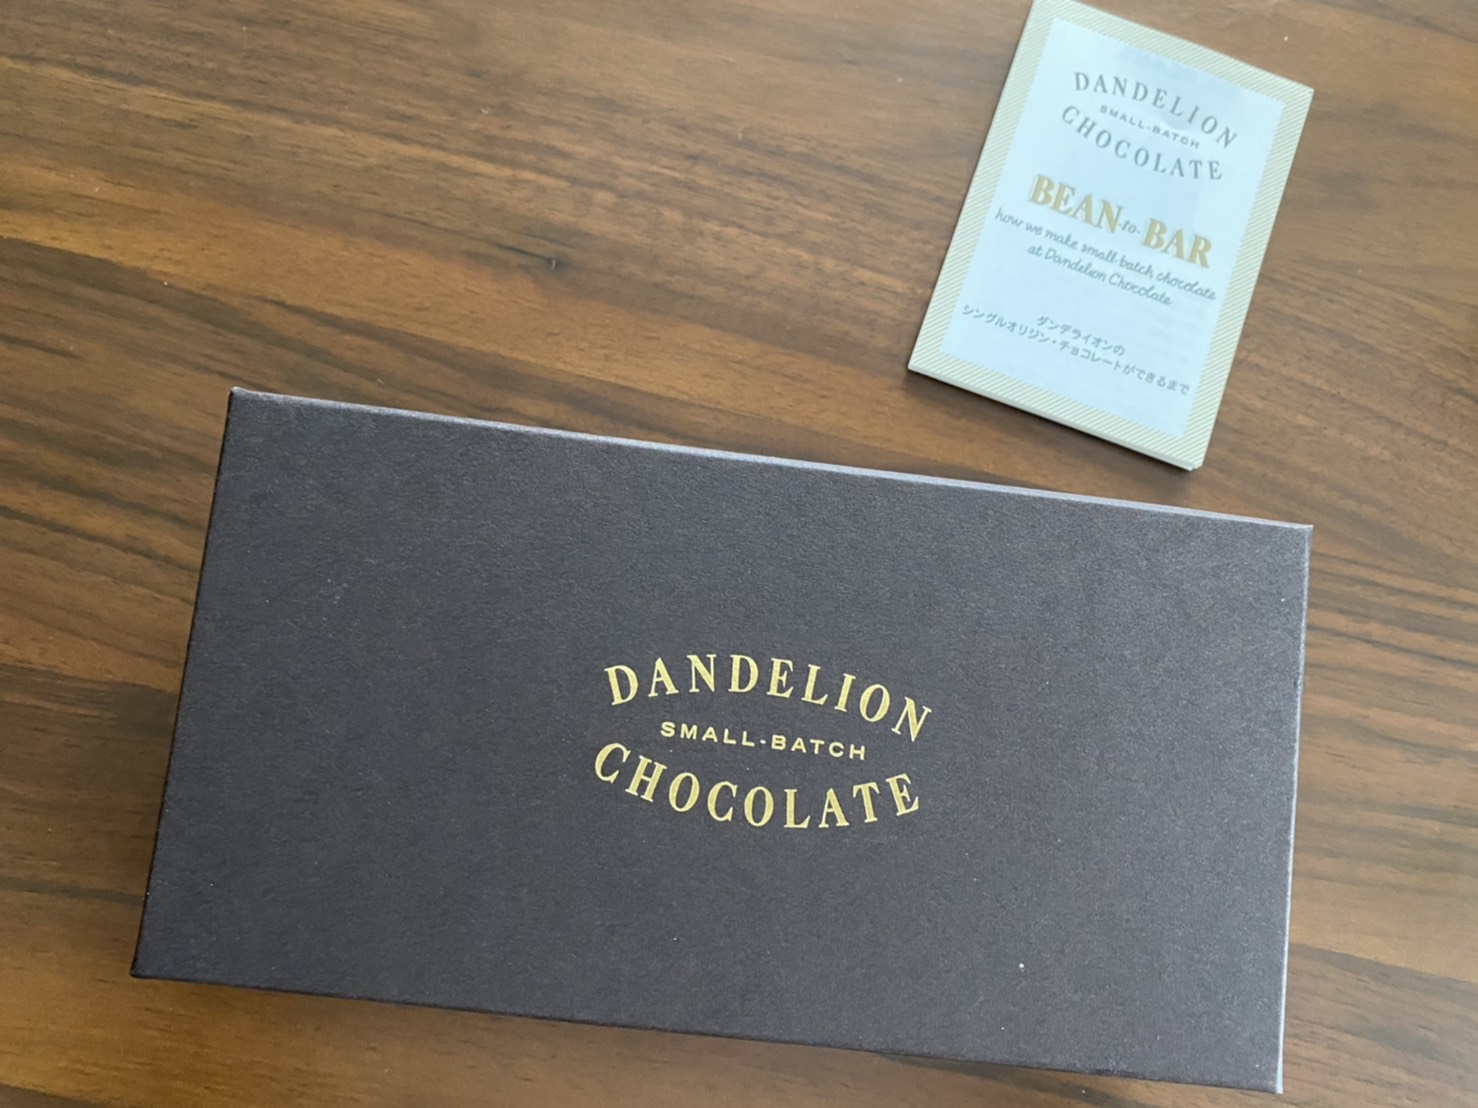 DANDELION
SMALL-BATCH
CHOCOLATE
BEAN-to-BAR
how we make small-batch chocolate
at Dandelion Chocolate
ダンデライオンの
シングルオリジン・チョコレートができるまで
DANDELION
SMALL-BATCH
CHOCOLATE